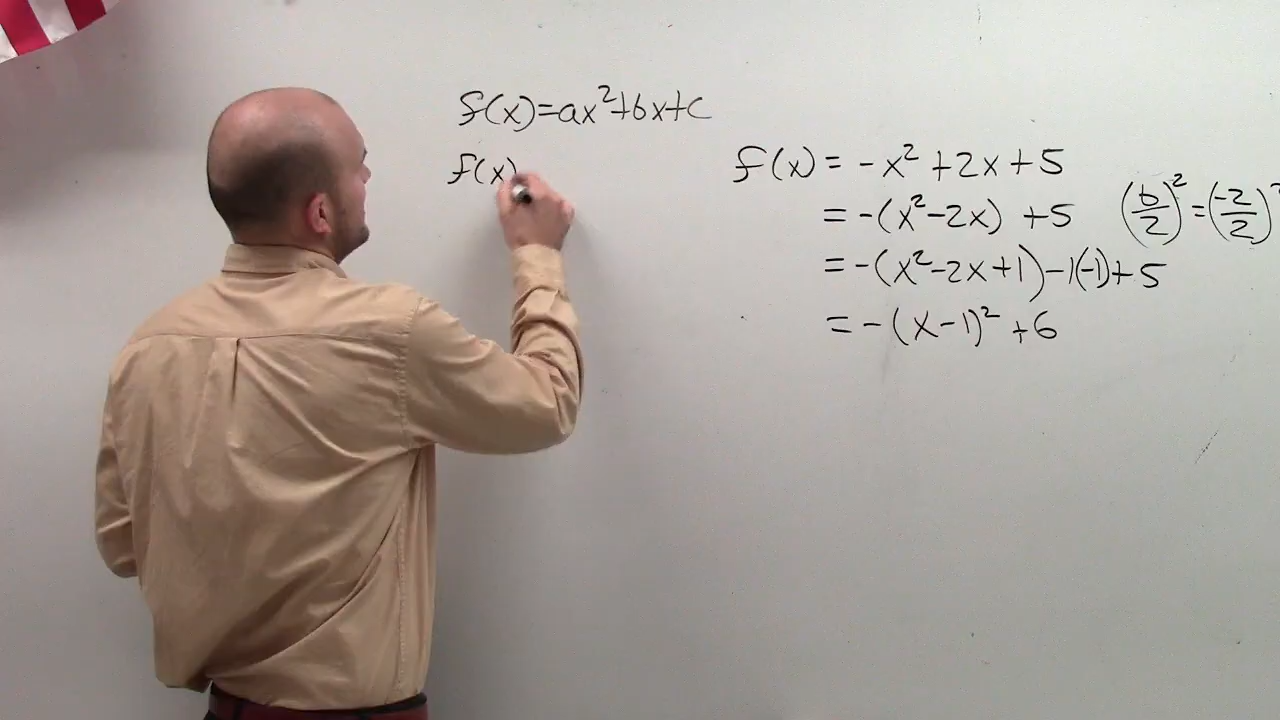 f(x)=ax²+bx+c
f(x)
f(x) = -x² +2x+5
= -(x²-2x) +5 (b/2)² = (-2/2)²
= -(x²-2x+1)-1(-1)+5
= -(x-1)² +6